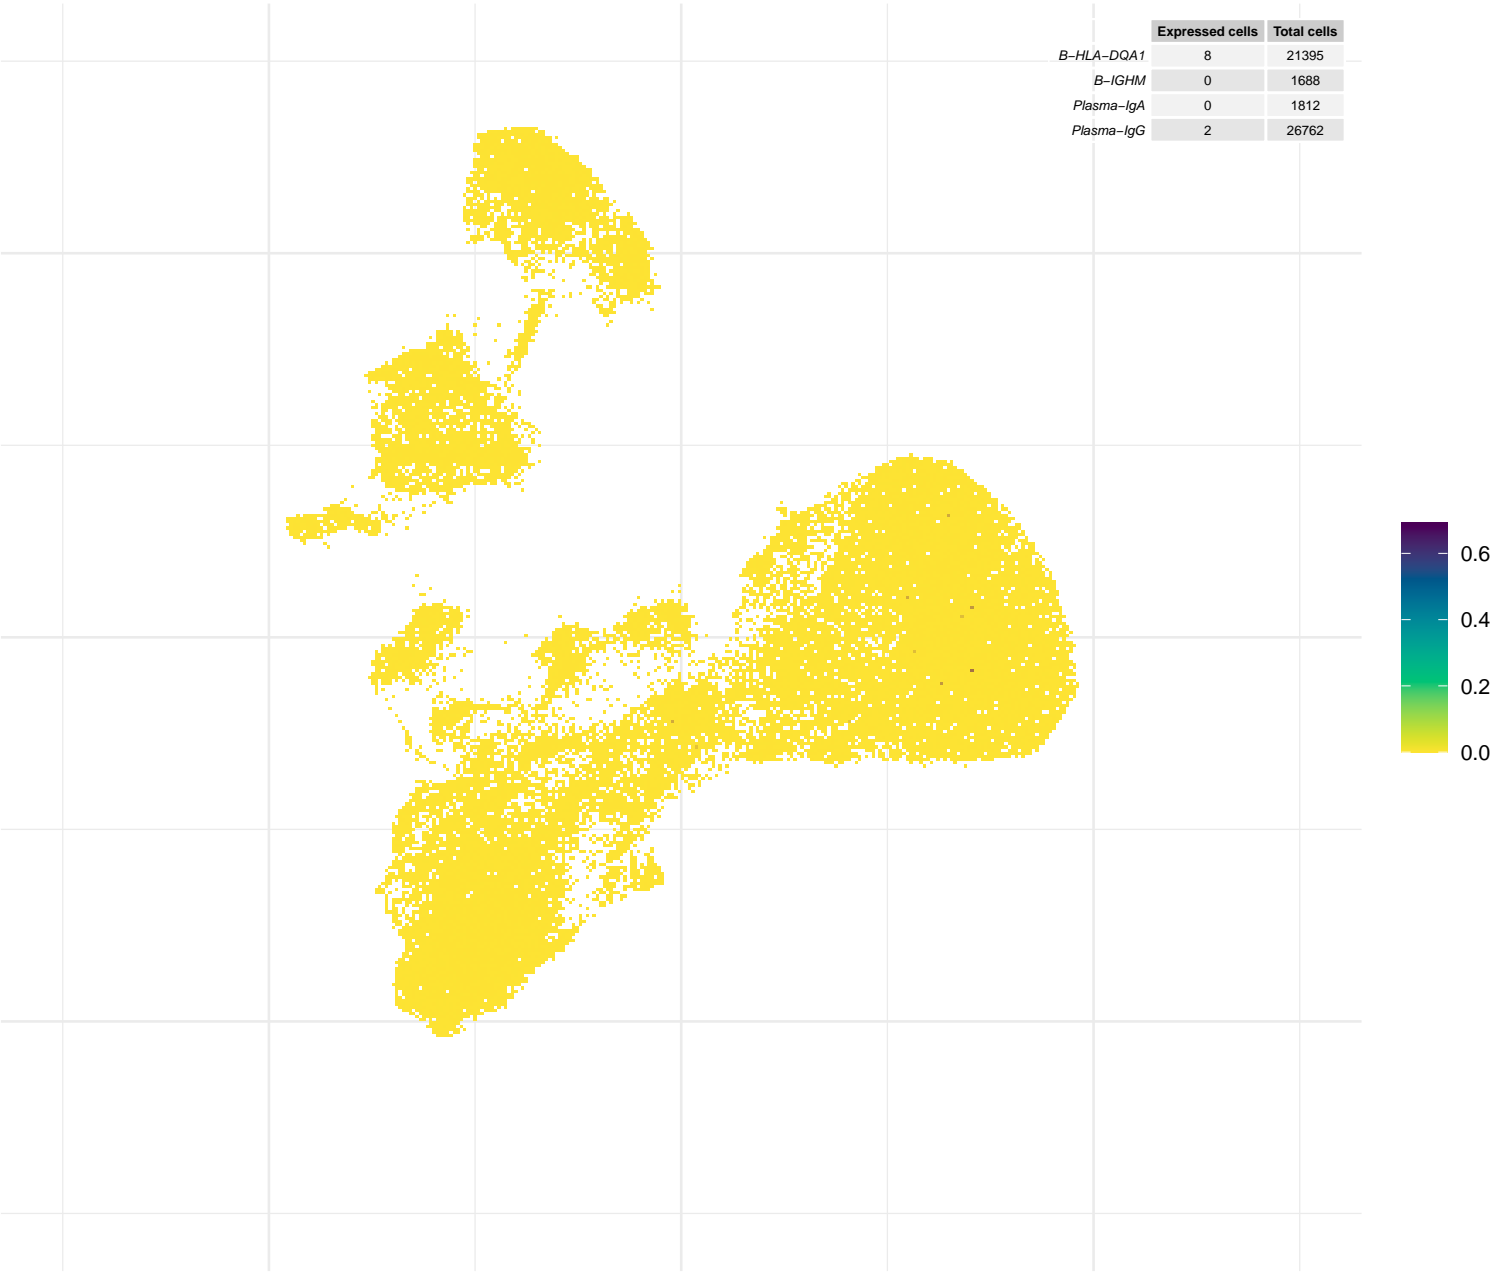 Expressed cells Total cells
B−HLA−DQA1 8 21395
B−IGHM 0 1688
Plasma−IgA 0 1812
Plasma−IgG 2 26762
0.6
0.4
0.2
0.0